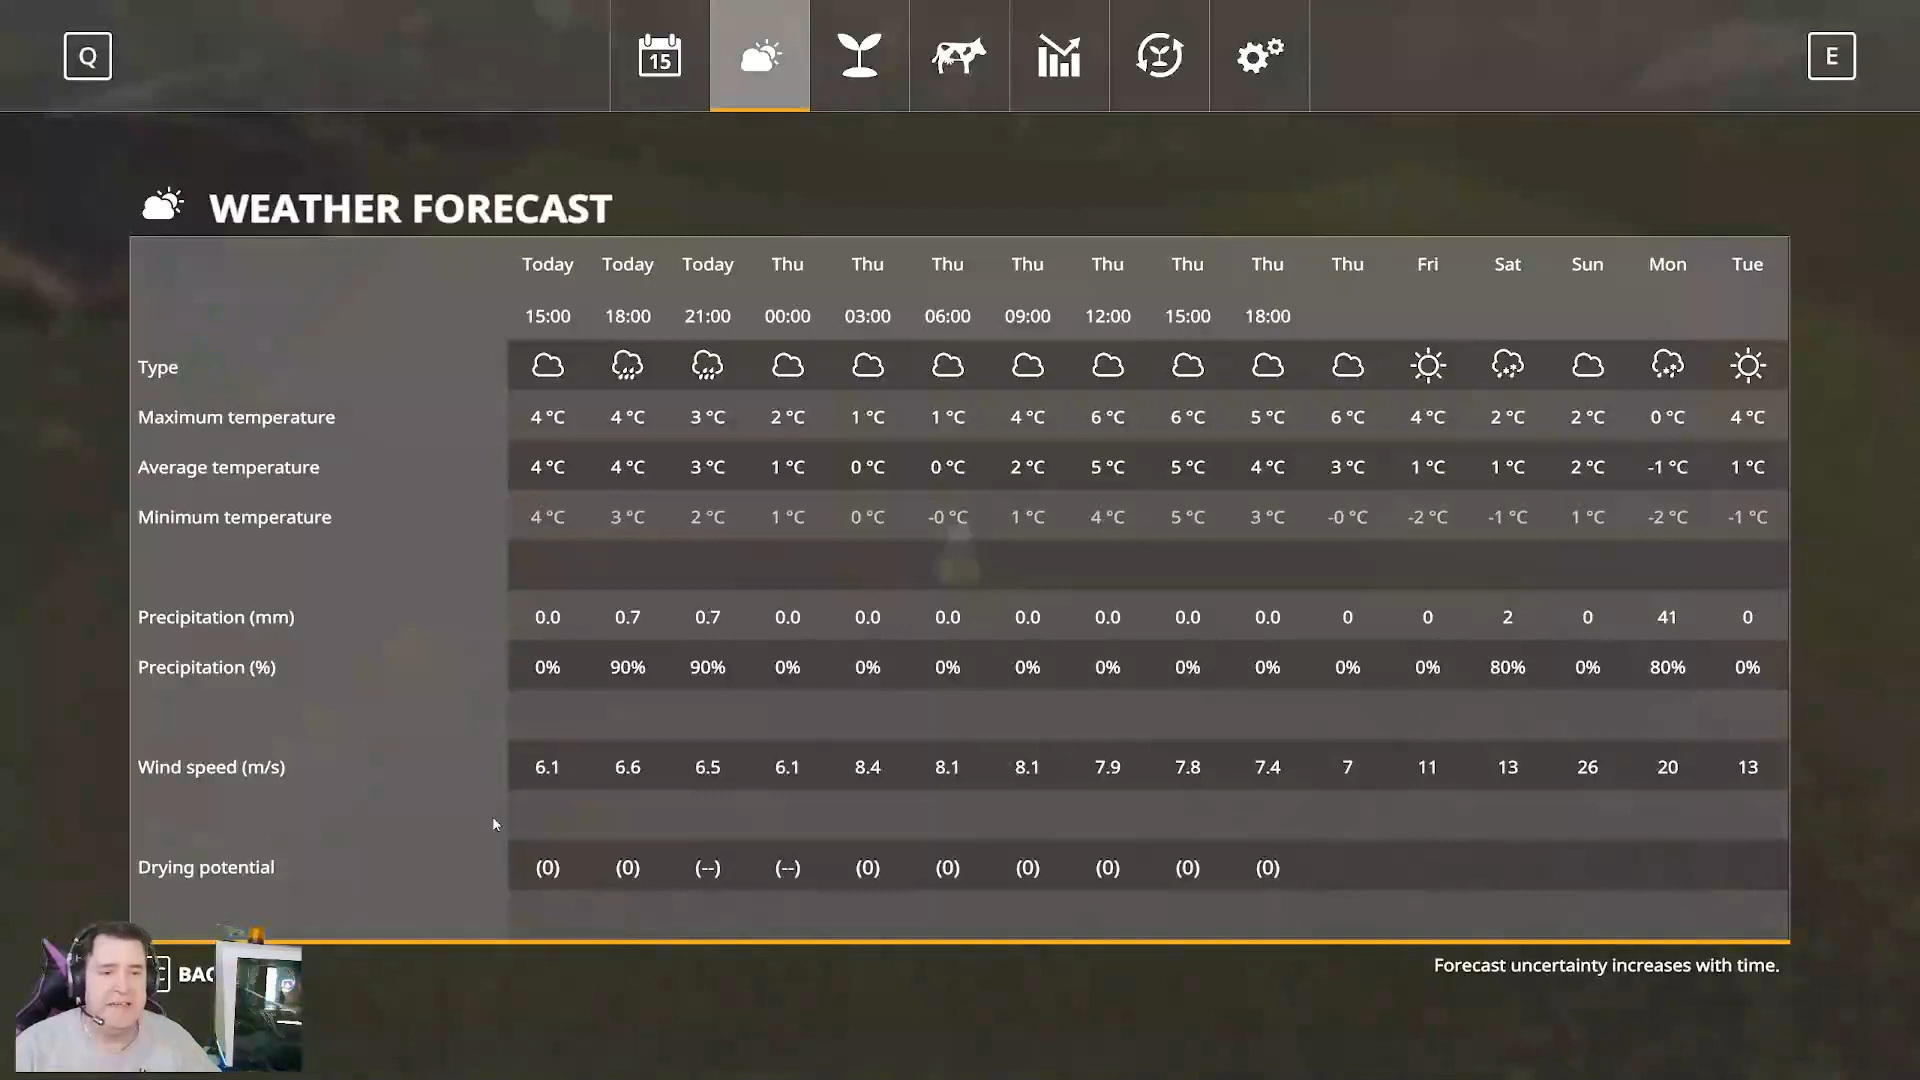 Q
15
E
WEATHER FORECAST
Today Today Today Thu Thu Thu Thu Thu Thu Thu Thu Fri Sat Sun Mon Tue
15:00 18:00 21:00 00:00 03:00 06:00 09:00 12:00 15:00 18:00
Type
Maximum temperature 4 °C 4 °C 3 °C 2 °C 1 °C 1 °C 4 °C 6 °C 6 °C 5 °C 6 °C 4 °C 2 °C 2 °C 0 °C 4 °C
Average temperature 4 °C 4 °C 3 °C 1 °C 0 °C 0 °C 2 °C 5 °C 5 °C 4 °C 3 °C 1 °C 1 °C 2 °C -1 °C 1 °C
Minimum temperature 4 °C 3 °C 2 °C 1 °C 0 °C -0 °C 1 °C 4 °C 5 °C 3 °C -0 °C -2 °C -1 °C 1 °C -2 °C -1 °C
Precipitation (mm) 0.0 0.7 0.7 0.0 0.0 0.0 0.0 0.0 0.0 0.0 0 0 2 0 41 0
Precipitation (%) 0% 90% 90% 0% 0% 0% 0% 0% 0% 0% 0% 0% 80% 0% 80% 0%
Wind speed (m/s) 6.1 6.6 6.5 6.1 8.4 8.1 8.1 7.9 7.8 7.4 7 11 13 26 20 13
Drying potential (0) (0) (--) (--) (0) (0) (0) (0) (0) (0)
Forecast uncertainty increases with time.